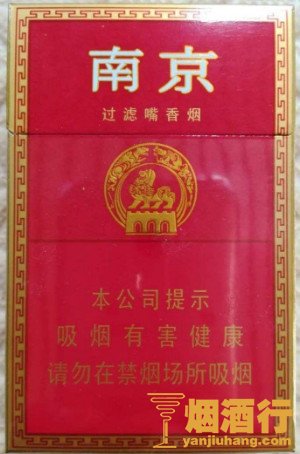 南京
过滤嘴香烟
本公司提示
吸烟有害健康
请勿在禁烟场所吸烟
烟酒行
yanjiuhang.com